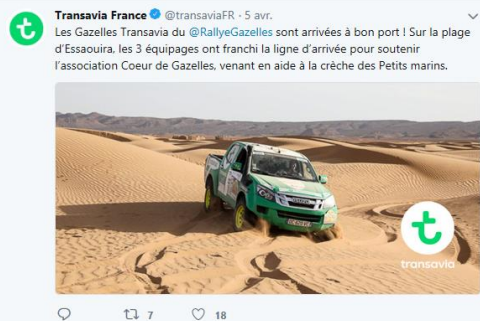 Transavia France @transaviaFR · 5 avr.
Les Gazelles Transavia du @RallyeGazelles sont arrivées à bon port ! Sur la plage
d'Essaouira, les 3 équipages ont franchi la ligne d'arrivée pour soutenir
l'association Coeur de Gazelles, venant en aide à la crèche des Petits marins.
transavia
7 18